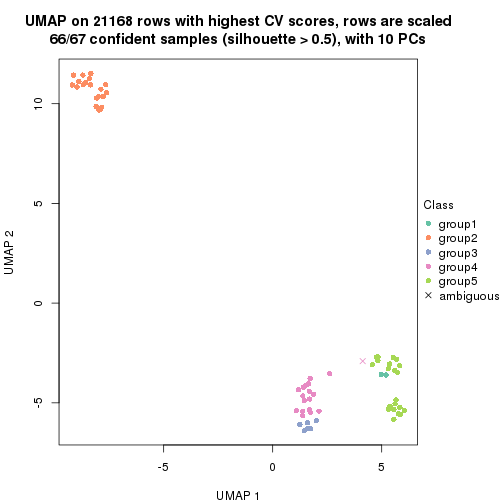 UMAP on 21168 rows with highest CV scores, rows are scaled
66/67 confident samples (silhouette > 0.5), with 10 PCs
10
5
0
-5
UMAP 2
-5
0
5
UMAP 1
Class
group1
group2
group3
group4
group5
ambiguous